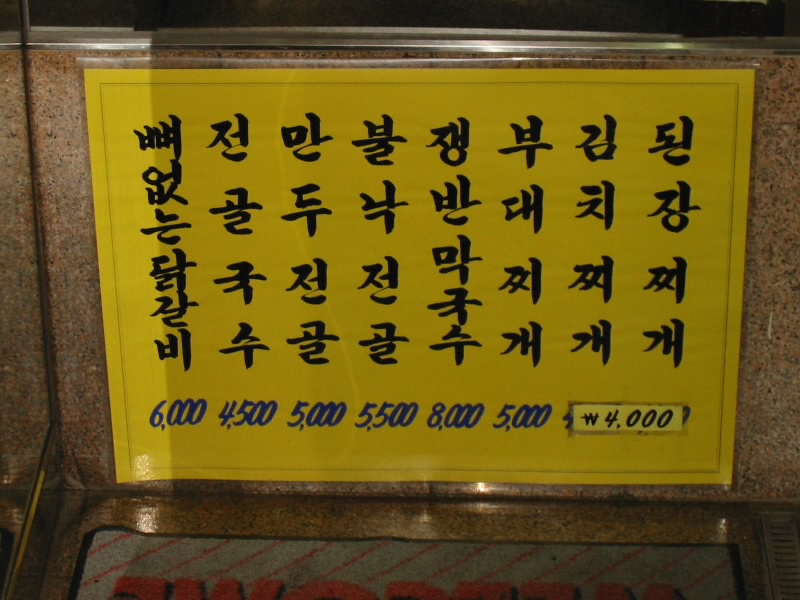 뼈없는닭갈비
전골국수
만두전골
불낙전골
쟁반막국수
부대찌개
김치찌개
된장찌개
6,000 4,500 5,000 5,500 8,000 5,000 ₩4,000